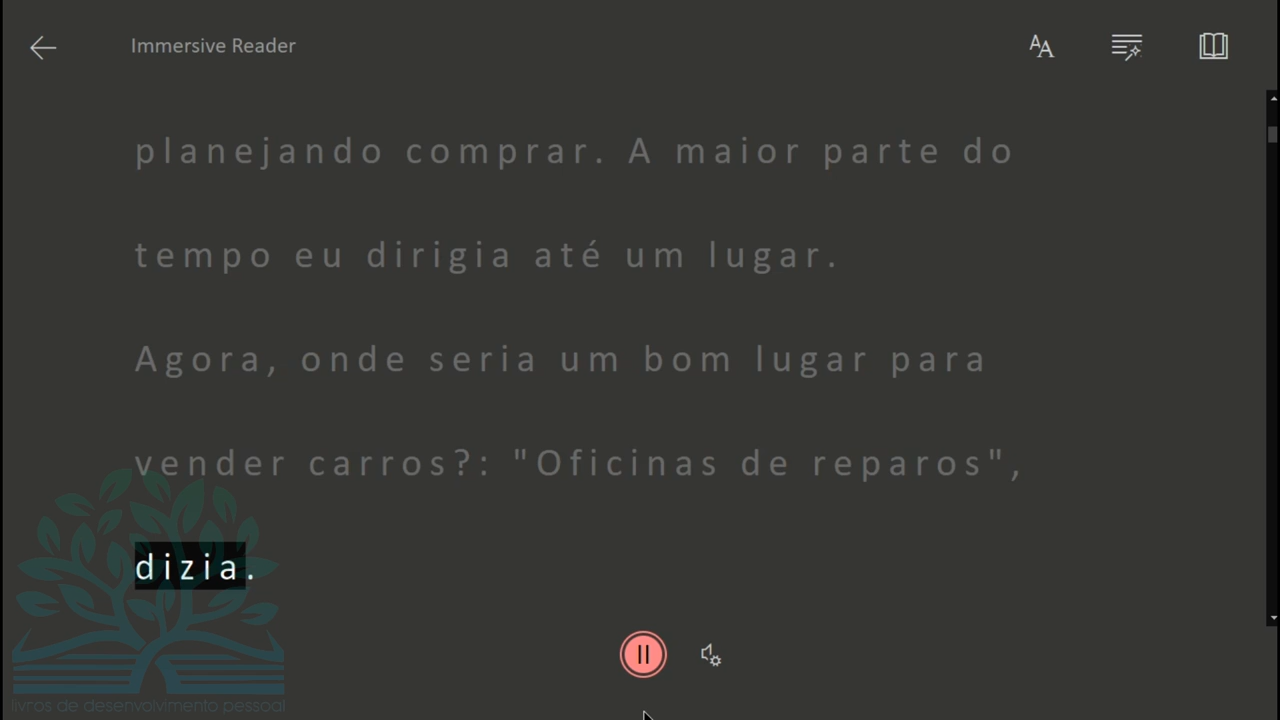 Immersive Reader
planejando comprar. A maior parte do
tempo eu dirigia até um lugar.
Agora, onde seria um bom lugar para
vender carros?: "Oficinas de reparos",
dizia.
livros de desenvolvimento pessoal